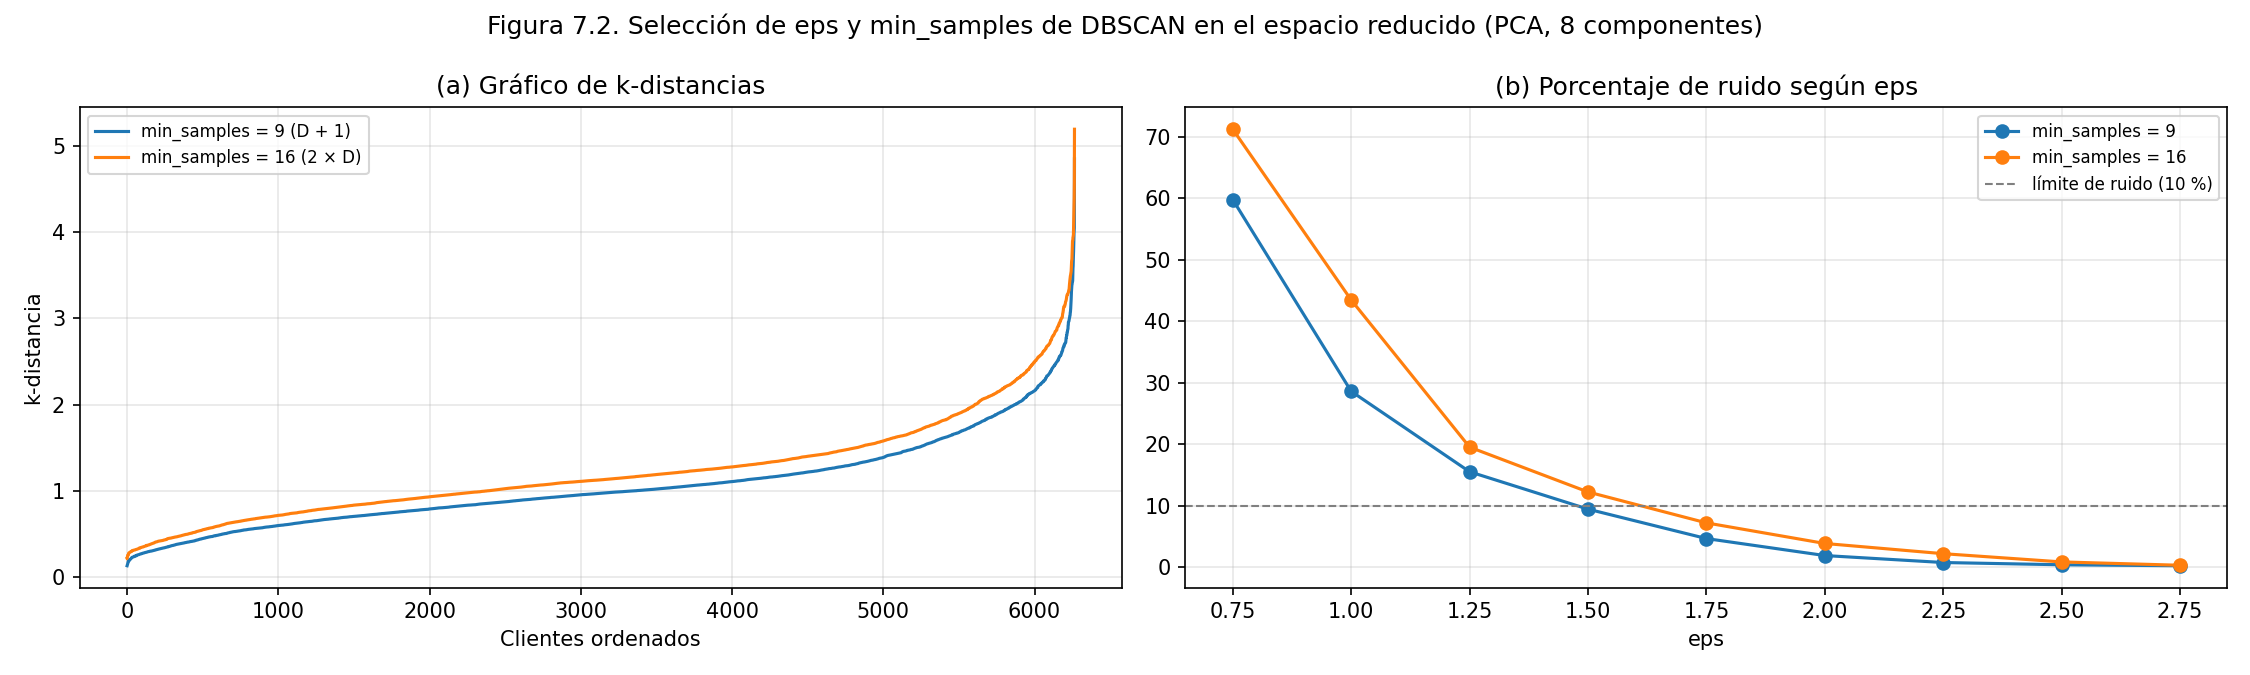 Figura 7.2. Selección de eps y min_samples de DBSCAN en el espacio reducido (PCA, 8 componentes)
(a) Gráfico de k-distancias
min_samples = 9 (D + 1)
min_samples = 16 (2 × D)
k-distancia
5
4
3
2
1
0
0 1000 2000 3000 4000 5000 6000
Clientes ordenados
(b) Porcentaje de ruido según eps
min_samples = 9
min_samples = 16
límite de ruido (10 %)
70
60
50
40
30
20
10
0
0.75 1.00 1.25 1.50 1.75 2.00 2.25 2.50 2.75
eps